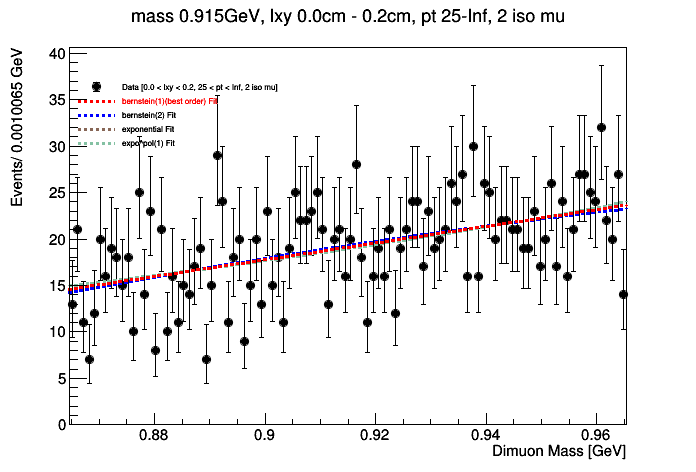 mass 0.915GeV, lxy 0.0cm - 0.2cm, pt 25-Inf, 2 iso mu
Events/ 0.0010065 GeV
40
35
30
25
20
15
10
5
0
Data [0.0 < lxy < 0.2, 25 < pt < Inf, 2 iso mu]
bernstein(1)(best order) Fit
bernstein(2) Fit
exponential Fit
expo*pol(1) Fit
0.88
0.9
0.92
0.94
0.96
Dimuon Mass [GeV]